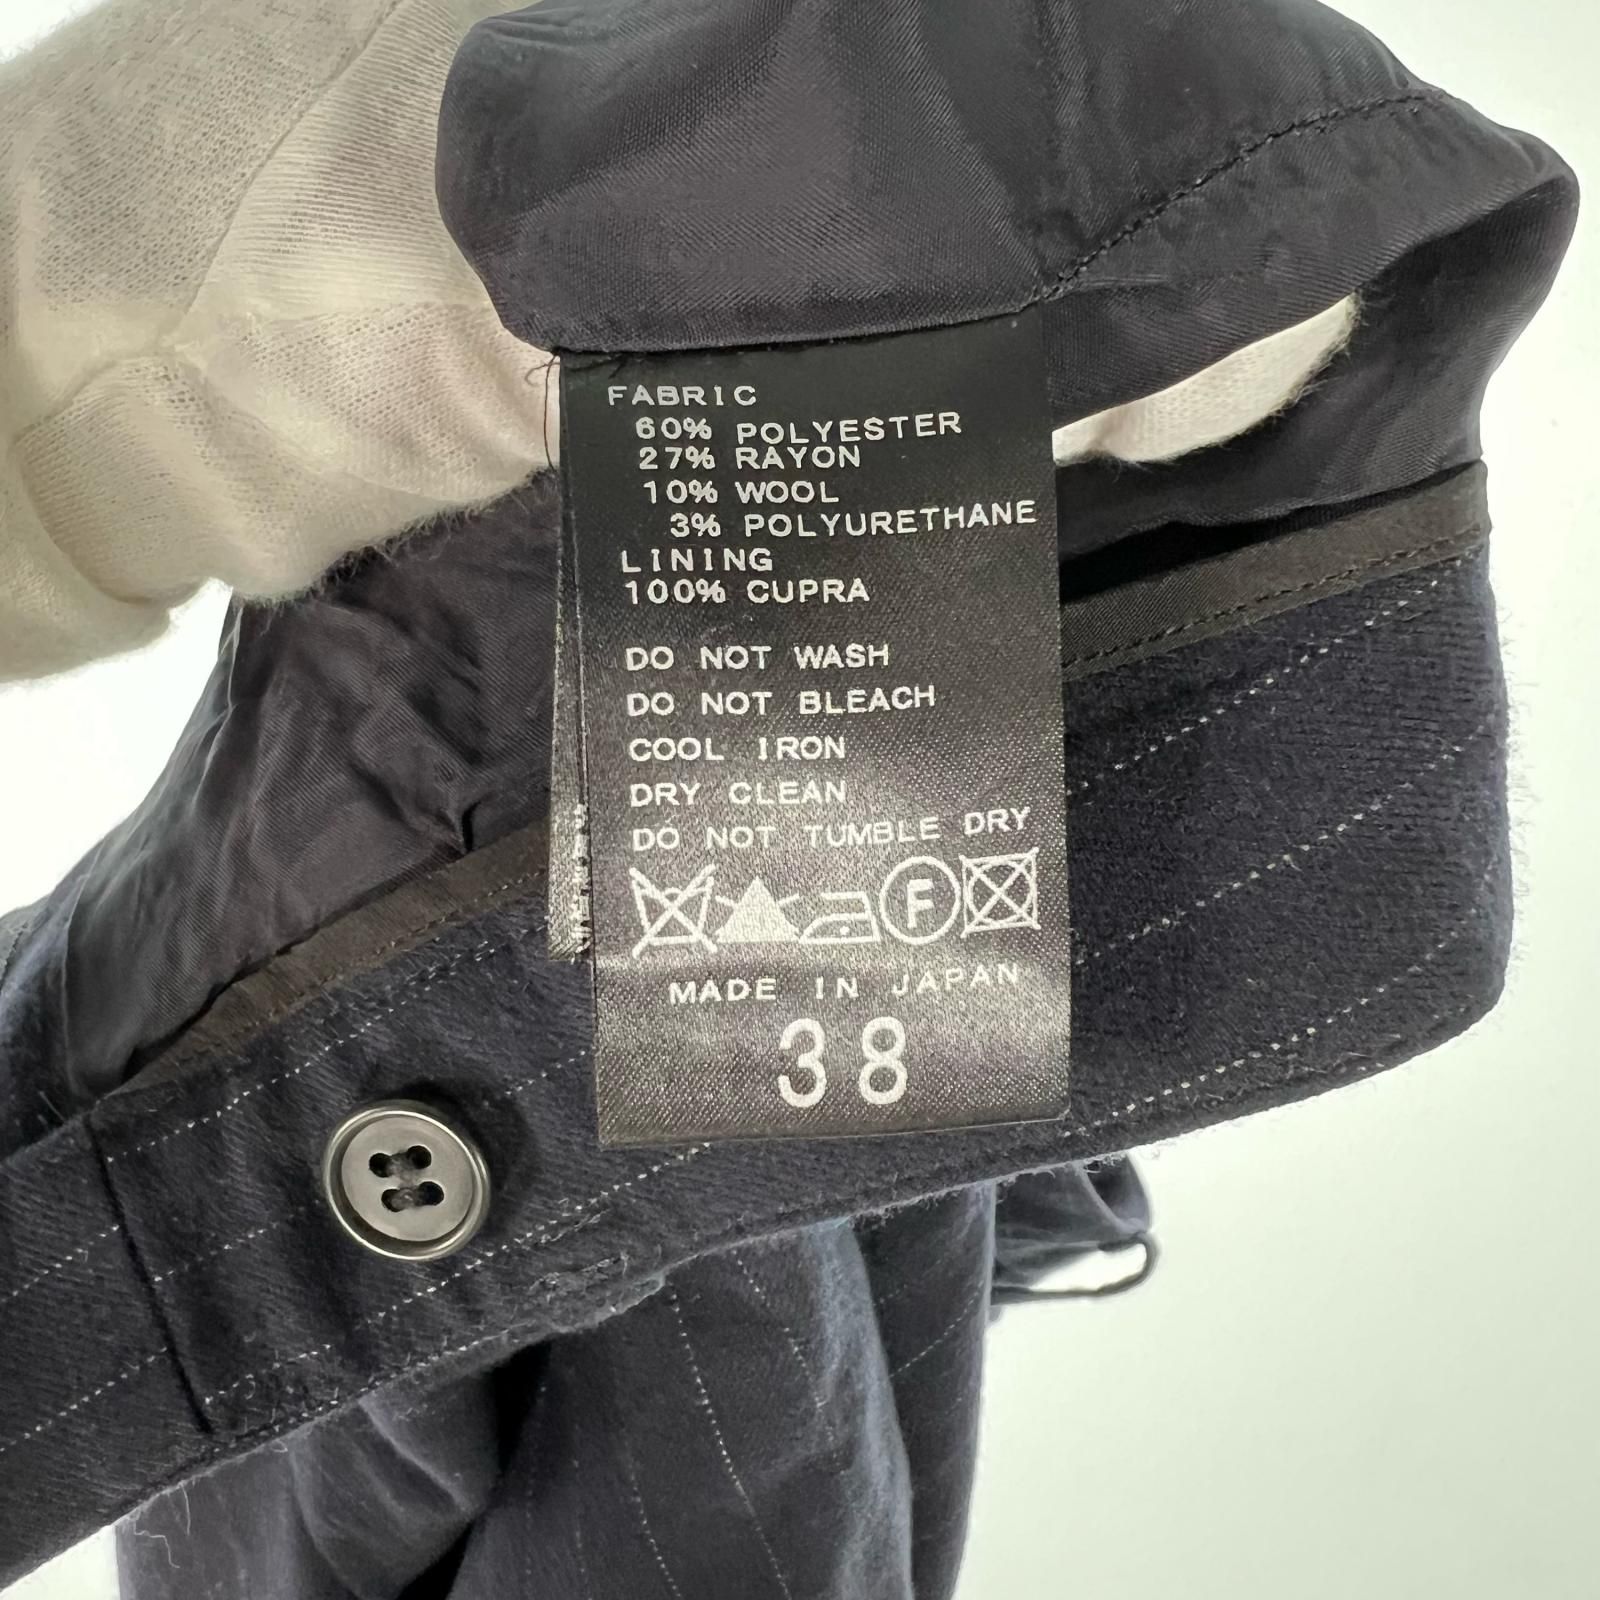 FABRIC
60% POLYESTER
27% RAYON
10% WOOL
3% POLYURETHANE
LINING
100% CUPRA
DO NOT WASH
DO NOT BLEACH
COOL IRON
DRY CLEAN
DO NOT TUMBLE DRY
F
MADE IN JAPAN
38